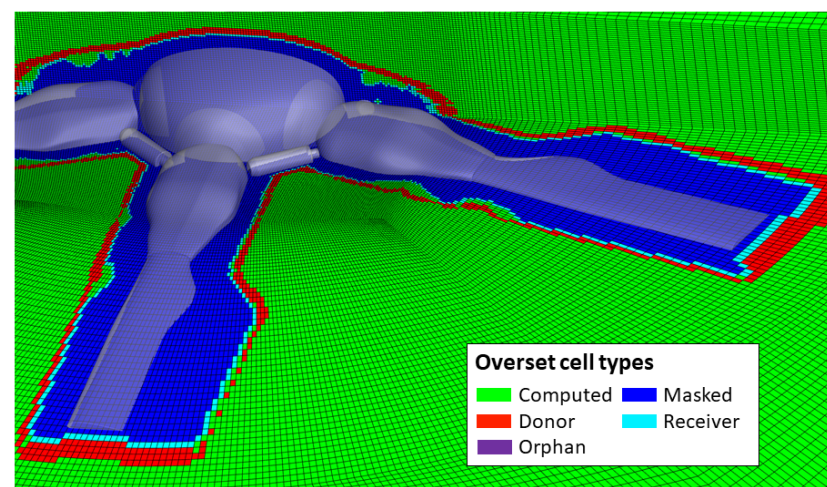 Overset cell types
Computed Masked
Donor Receiver
Orphan